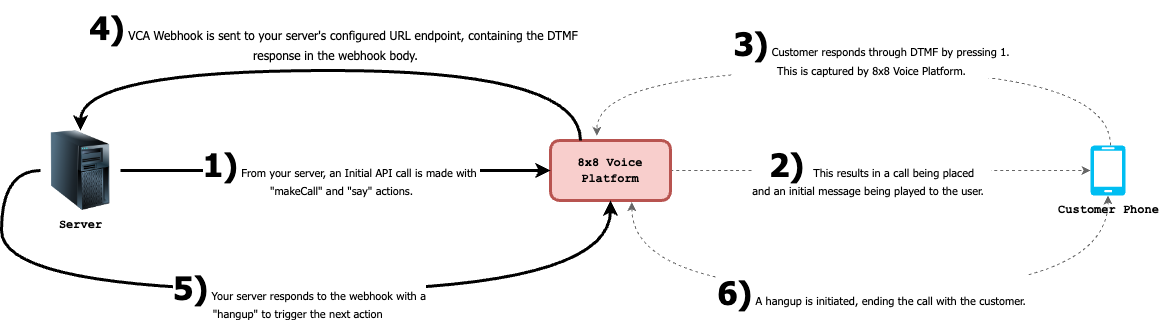 4) VCA Webhook is sent to your server's configured URL endpoint, containing the DTMF
response in the webhook body.
3) Customer responds through DTMF by pressing 1.
This is captured by 8x8 Voice Platform.
1) From your server, an Initial API call is made with
"makeCall" and "say" actions.
8x8 Voice
Platform
2) This results in a call being placed
and an initial message being played to the user.
Server
Customer Phone
5) Your server responds to the webhook with a
"hangup" to trigger the next action
6) A hangup is initiated, ending the call with the customer.